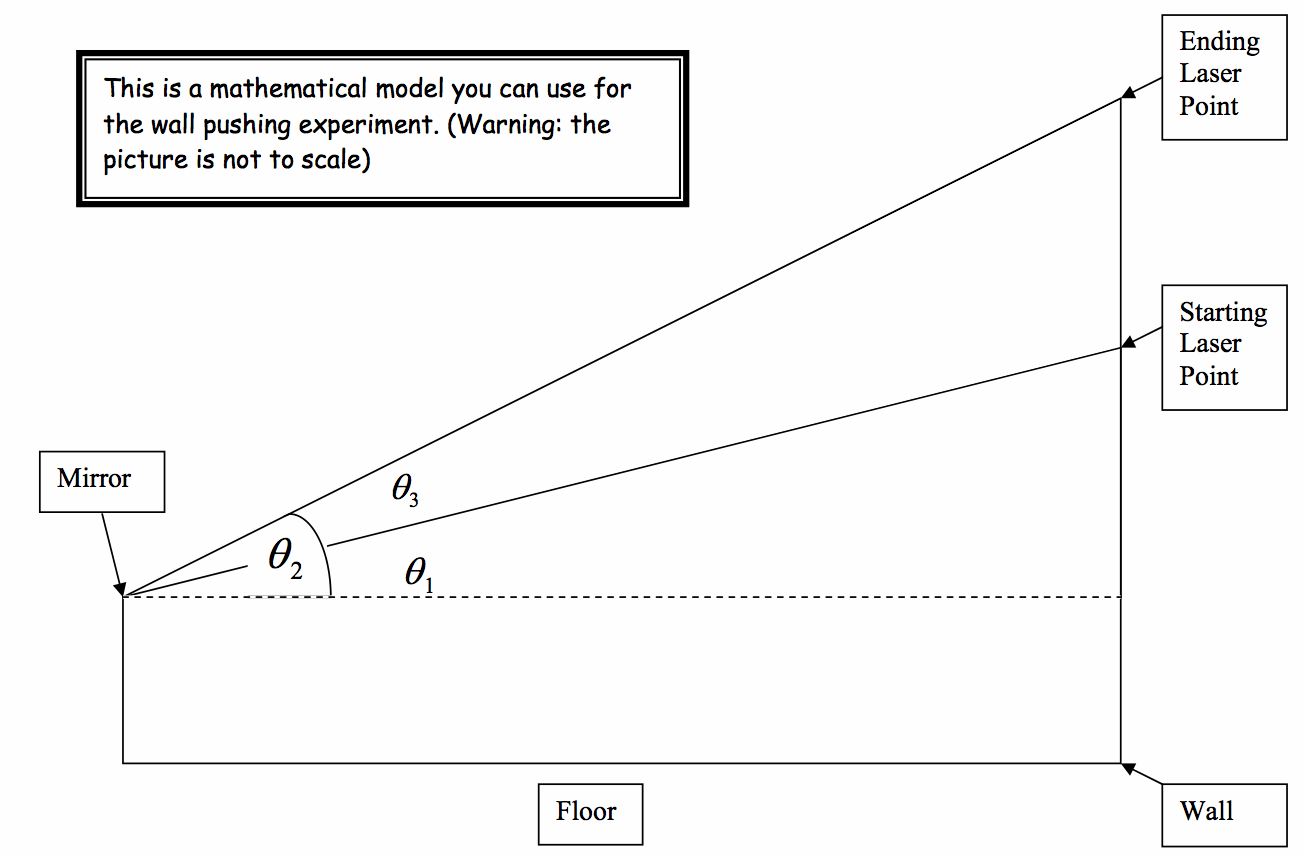 This is a mathematical model you can use for
the wall pushing experiment. (Warning: the
picture is not to scale)
Ending
Laser
Point
Starting
Laser
Point
Mirror
θ₃
θ₂
θ₁
Floor
Wall